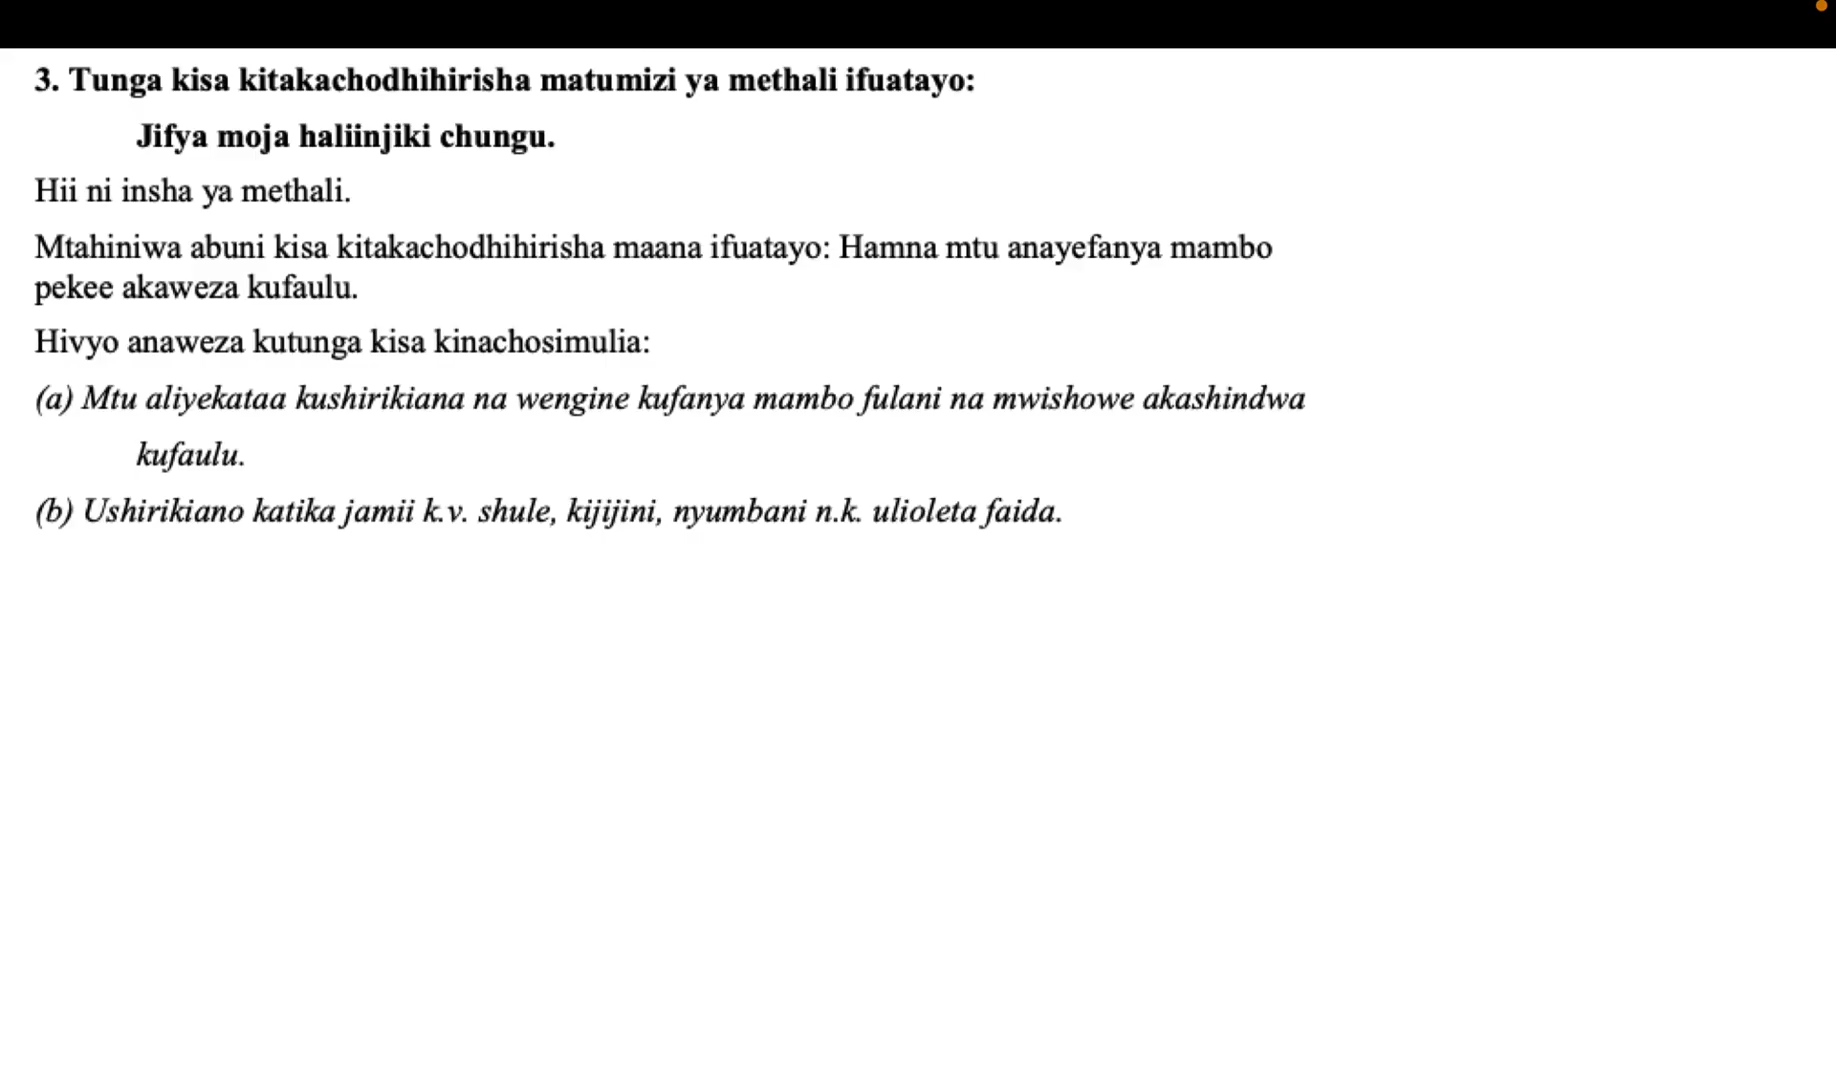 3. Tunga kisa kitakachodhihirisha matumizi ya methali ifuatayo:
Jifya moja haliinjiki chungu.
Hii ni insha ya methali.
Mtahiniwa abuni kisa kitakachodhihirisha maana ifuatayo: Hamna mtu anayefanya mambo
pekee akaweza kufaulu.
Hivyo anaweza kutunga kisa kinachosimulia:
(a) Mtu aliyekataa kushirikiana na wengine kufanya mambo fulani na mwishowe akashindwa
kufaulu.
(b) Ushirikiano katika jamii k.v. shule, kijijini, nyumbani n.k. ulioleta faida.